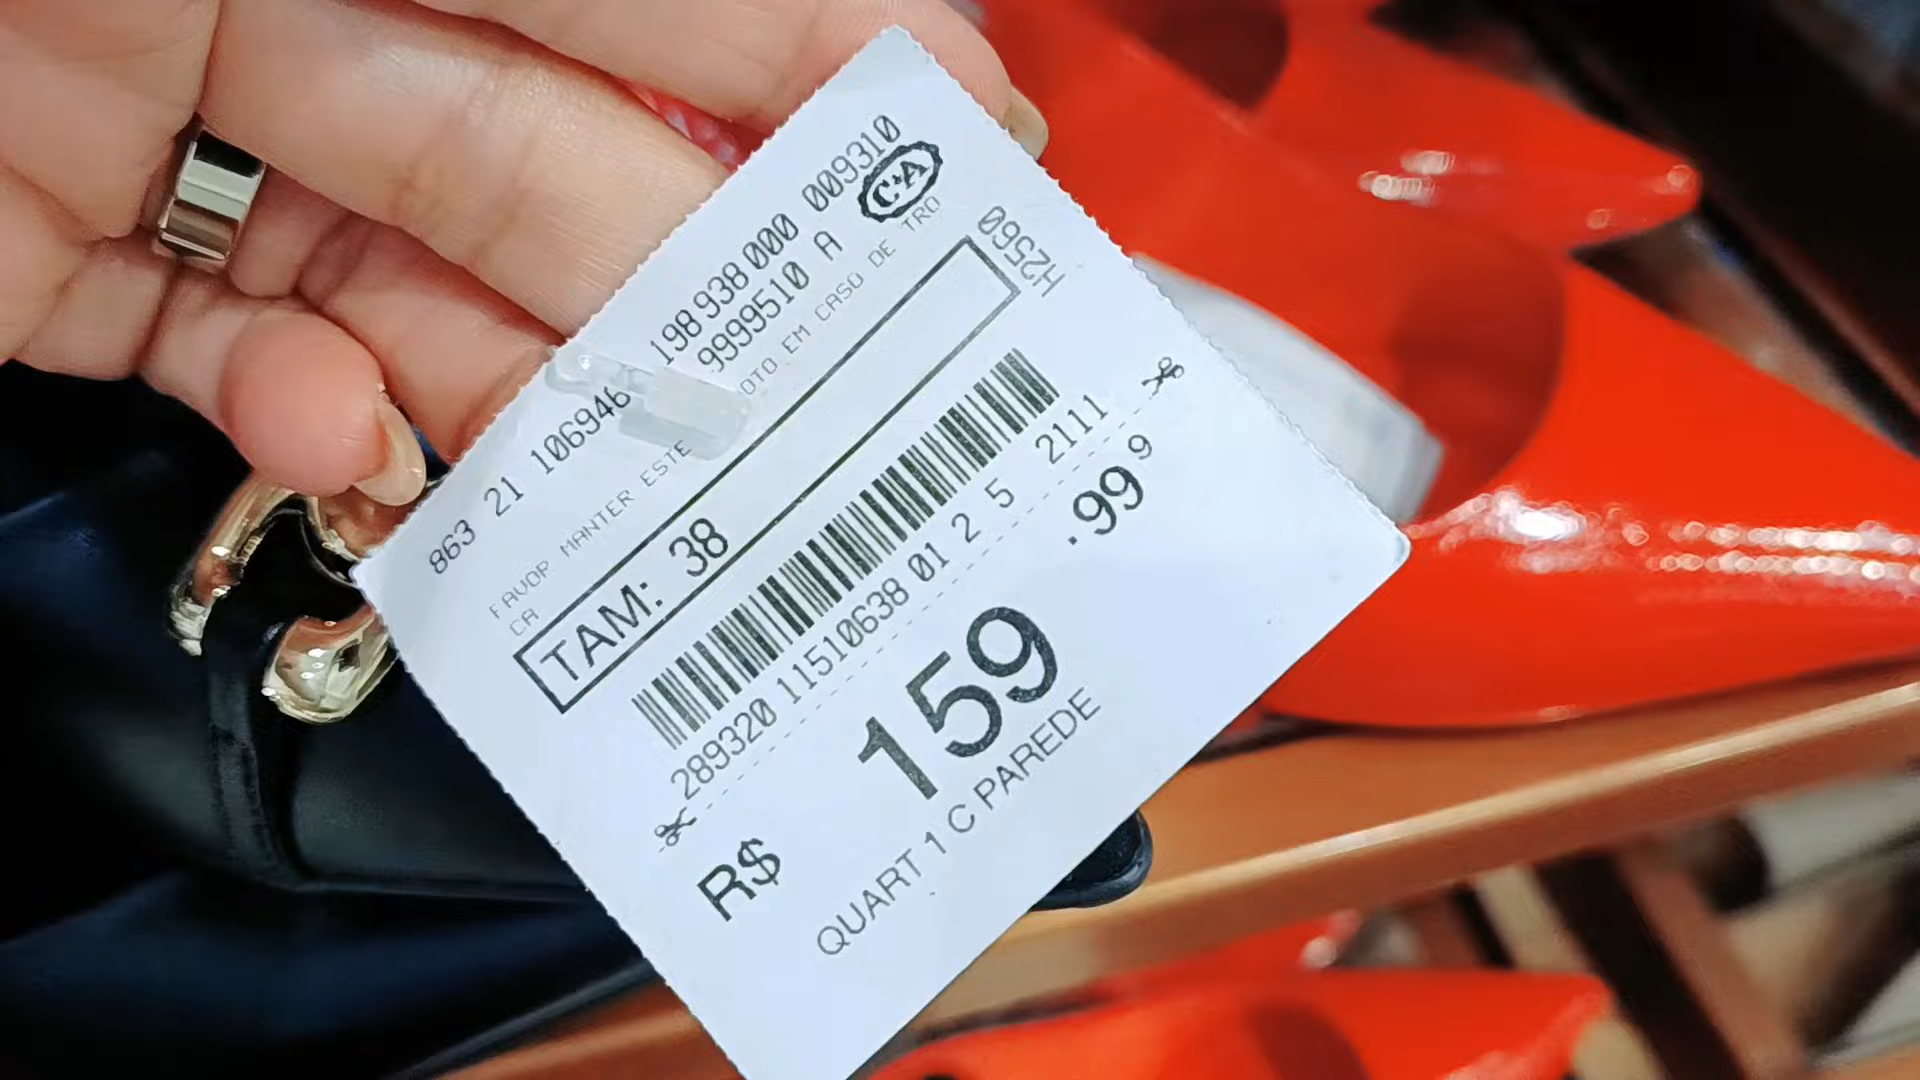 863 21 106946 198 938 000 009310
9999510 A
C&A
FAVOR MANTER ESTE OTO EM CASO DE TRO
CA
H2560
TAM: 38
289320 11510638 01 2 5 2111
R$ 159 .99 9
QUART 1 C PAREDE